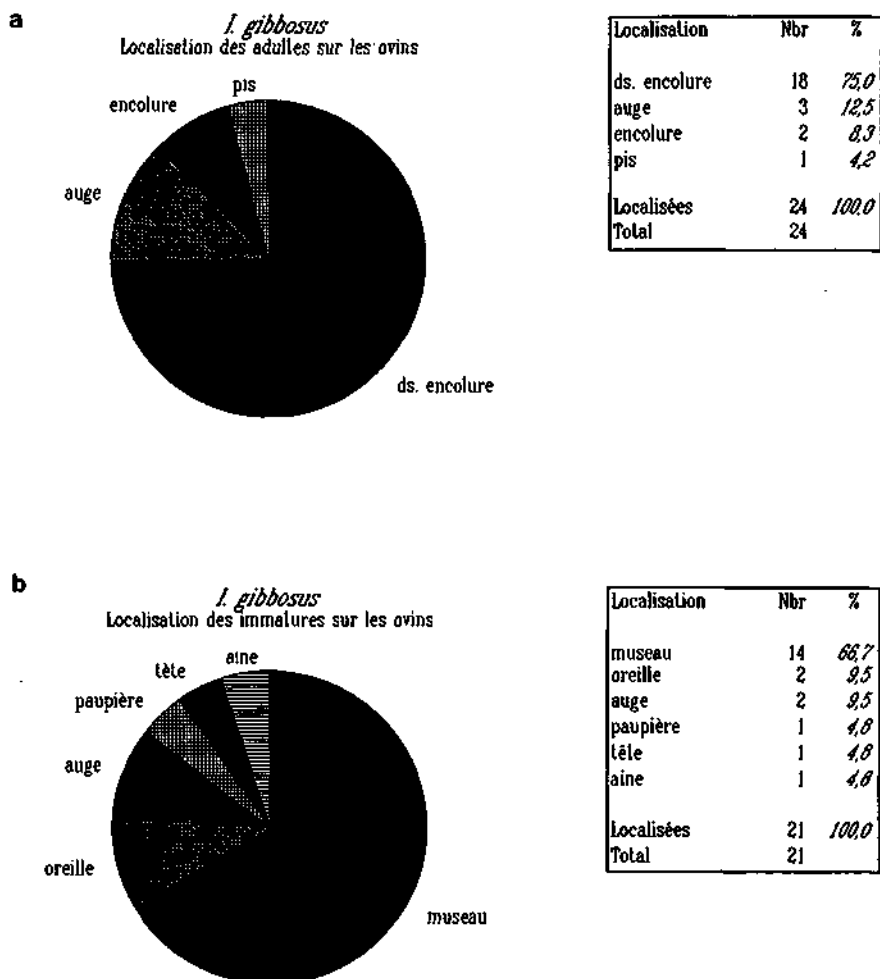 a
I. gibbosus
Localisation des adultes sur les ovins
pis
encolure
auge
ds. encolure
Localisation Nbr %
ds. encolure 18 75,0
auge 3 12,5
encolure 2 8,3
pis 1 4,2
Localisées 24 100,0
Total 24
b
I. gibbosus
Localisation des immatures sur les ovins
aine
tête
paupière
auge
oreille
museau
Localisation Nbr %
museau 14 66,7
oreille 2 9,5
auge 2 9,5
paupière 1 4,8
tête 1 4,8
aine 1 4,8
Localisées 21 100,0
Total 21